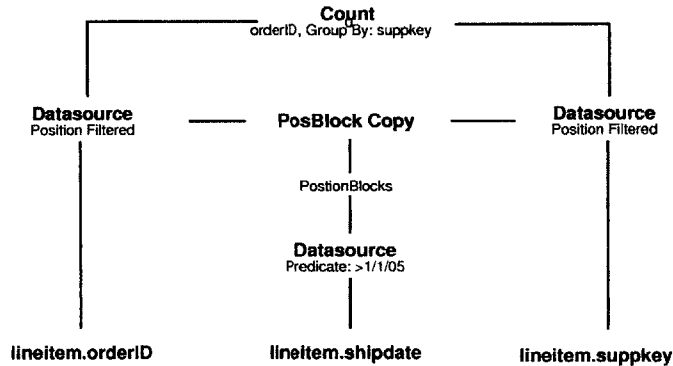 Count
orderID, Group By: suppkey
Datasource
Position Filtered
PosBlock Copy
Datasource
Position Filtered
PostionBlocks
Datasource
Predicate: >1/1/05
lineitem.orderID
lineitem.shipdate
lineitem.suppkey